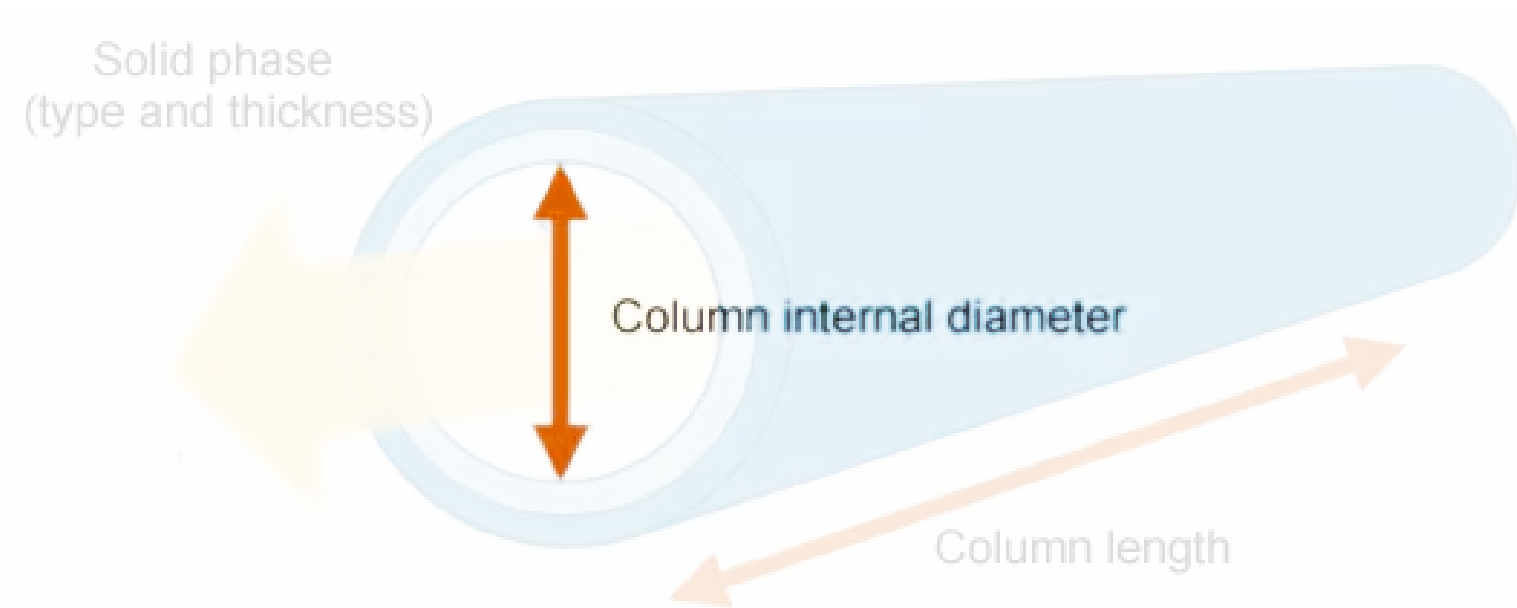 Solid phase
(type and thickness)
Column internal diameter
Column length